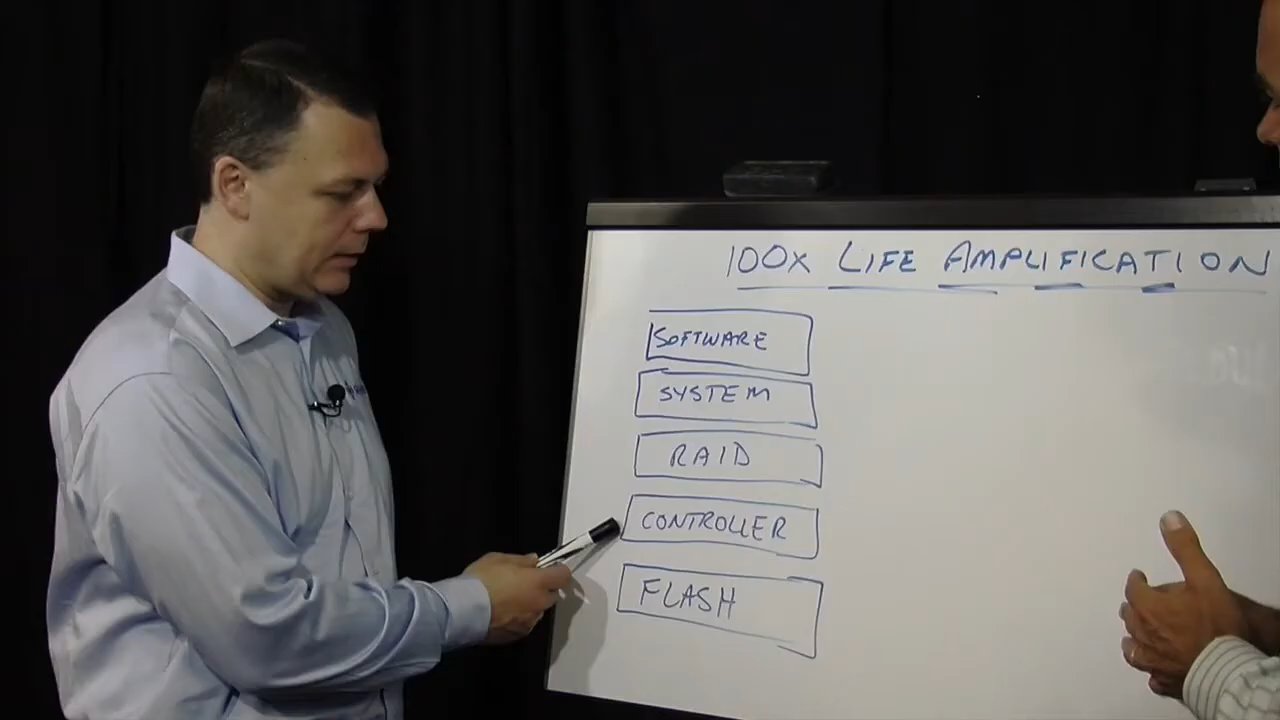 100x LIFE AMPLIFICATION
SOFTWARE
SYSTEM
RAID
CONTROLLER
FLASH